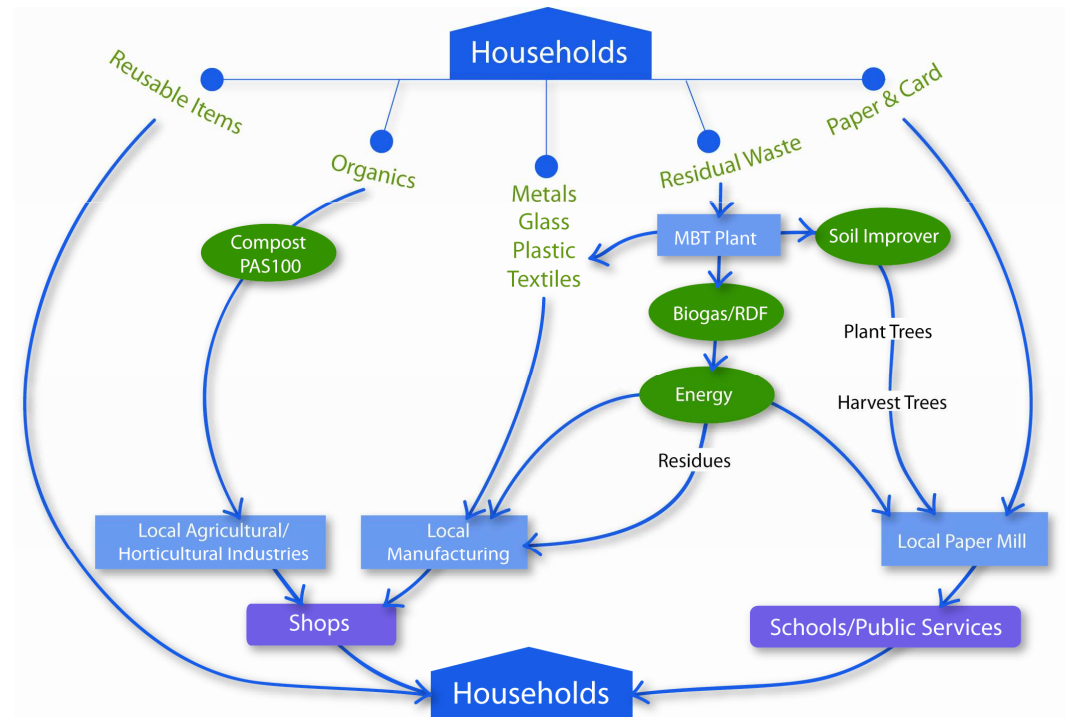 Households
Reusable Items
Organics
Metals
Glass
Plastic
Textiles
Residual Waste
Paper & Card
Compost
PAS100
MBT Plant
Soil Improver
Biogas/RDF
Plant Trees
Energy
Harvest Trees
Residues
Local Agricultural/
Horticultural Industries
Local
Manufacturing
Local Paper Mill
Shops
Schools/Public Services
Households